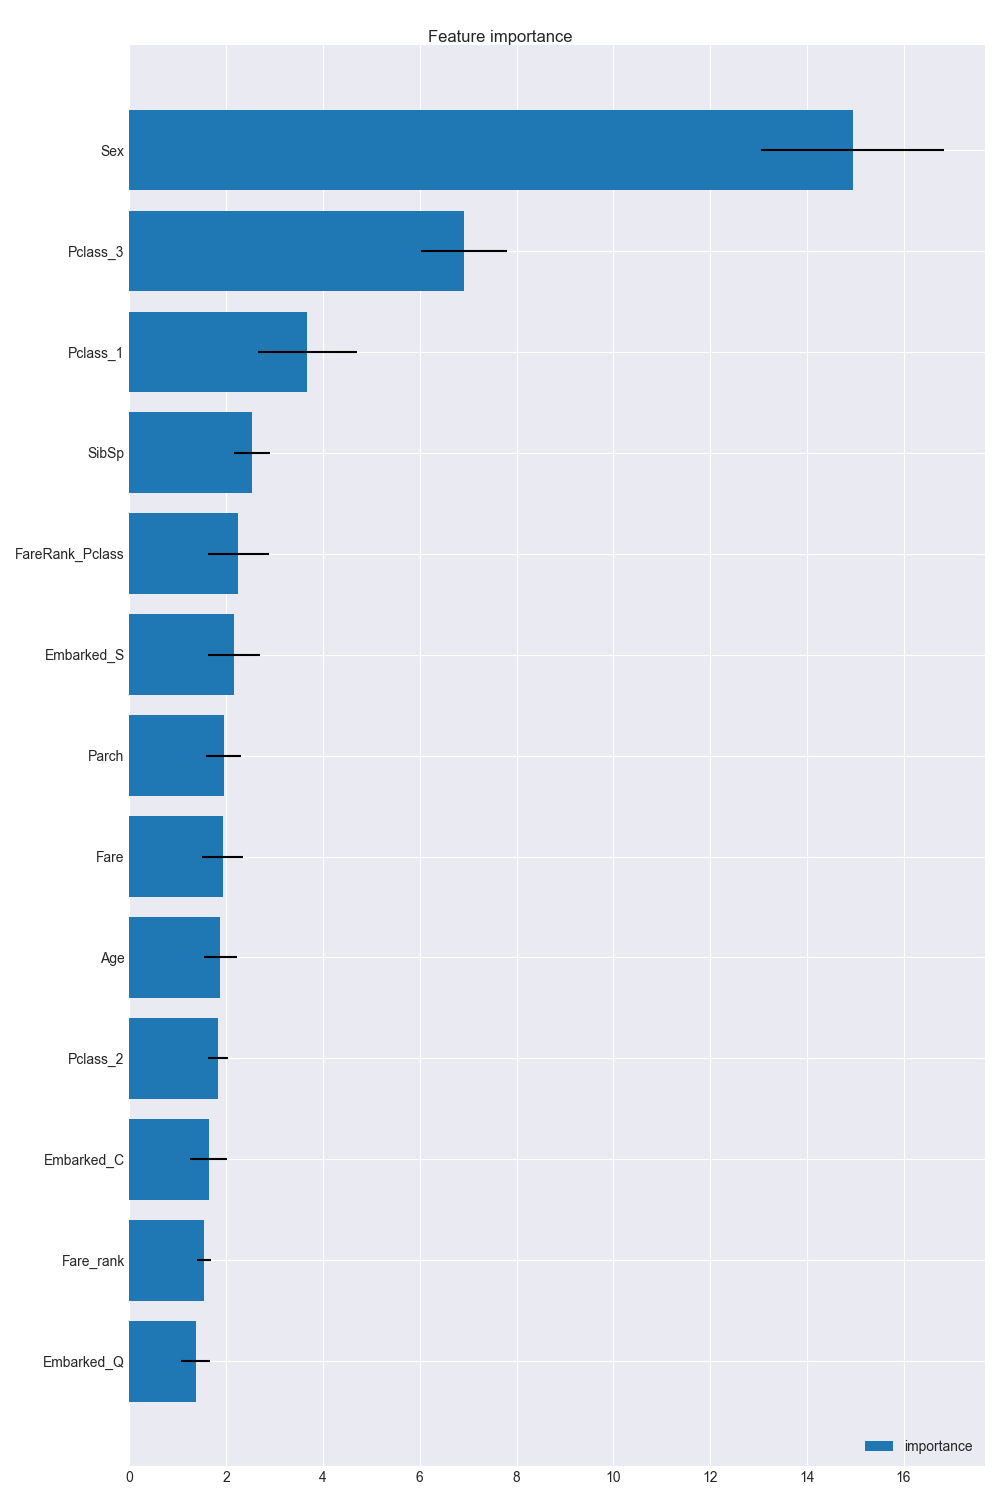 Feature importance
Sex
Pclass_3
Pclass_1
SibSp
FareRank_Pclass
Embarked_S
Parch
Fare
Age
Pclass_2
Embarked_C
Fare_rank
Embarked_Q
importance
0 2 4 6 8 10 12 14 16